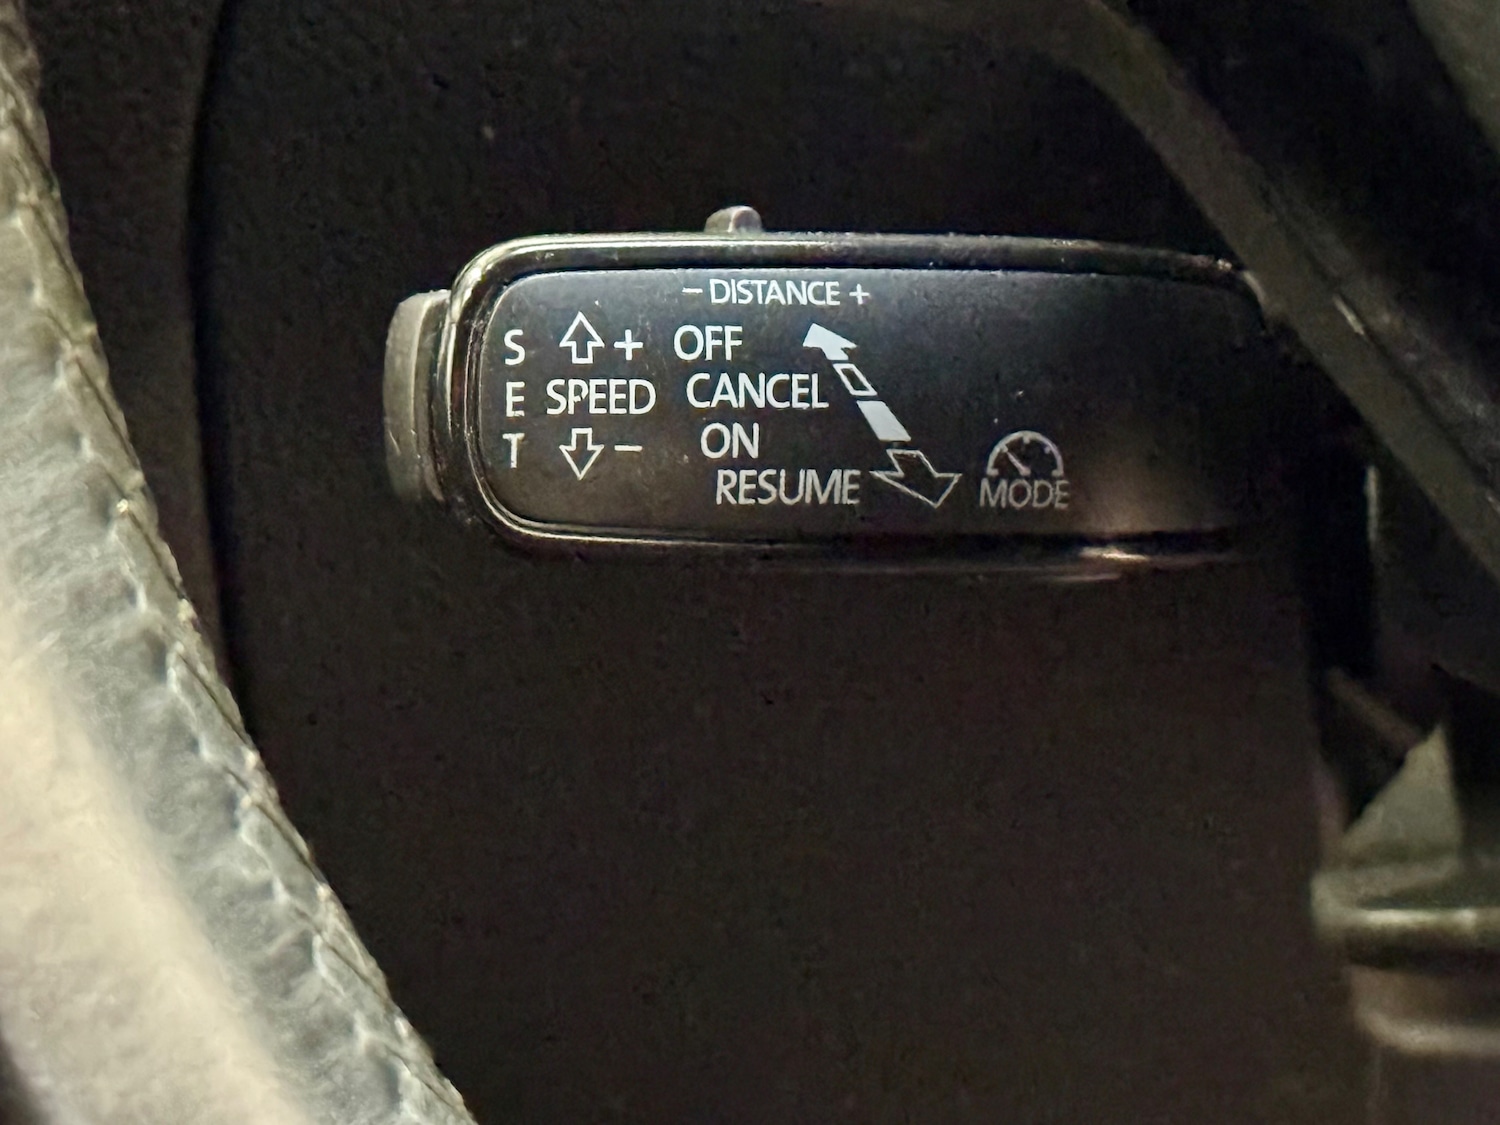 - DISTANCE +
S + OFF
E SPEED CANCEL
T - ON
RESUME MODE